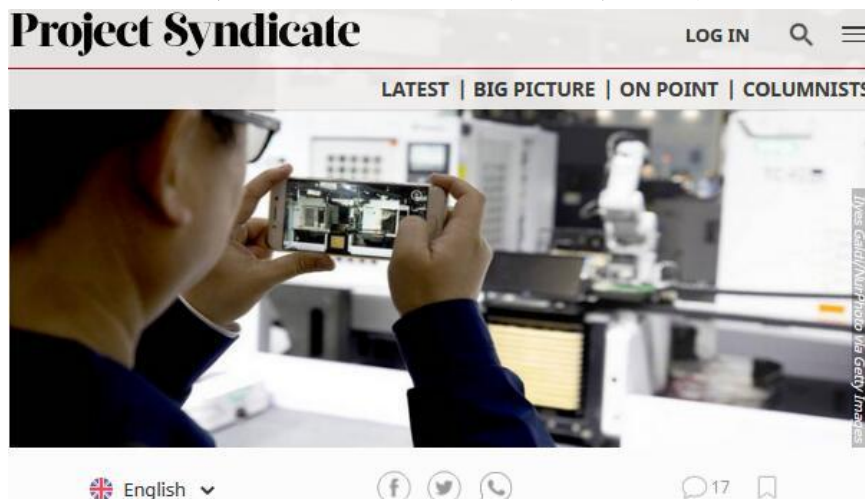 Project Syndicate
LOG IN
LATEST | BIG PICTURE | ON POINT | COLUMNISTS
Ilyes Gaidi/NurPhoto via Getty Images
English
17